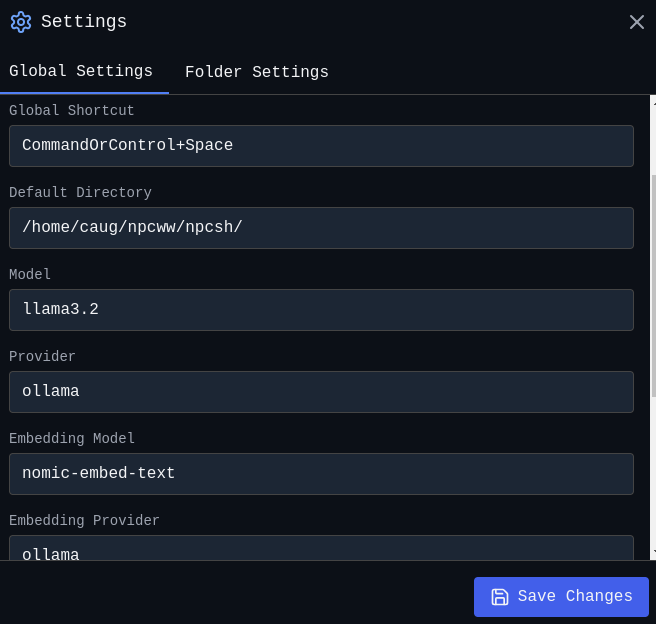 Settings
Global Settings Folder Settings
Global Shortcut
CommandOrControl+Space
Default Directory
/home/caug/npcww/npcsh/
Model
llama3.2
Provider
ollama
Embedding Model
nomic-embed-text
Embedding Provider
ollama
Save Changes